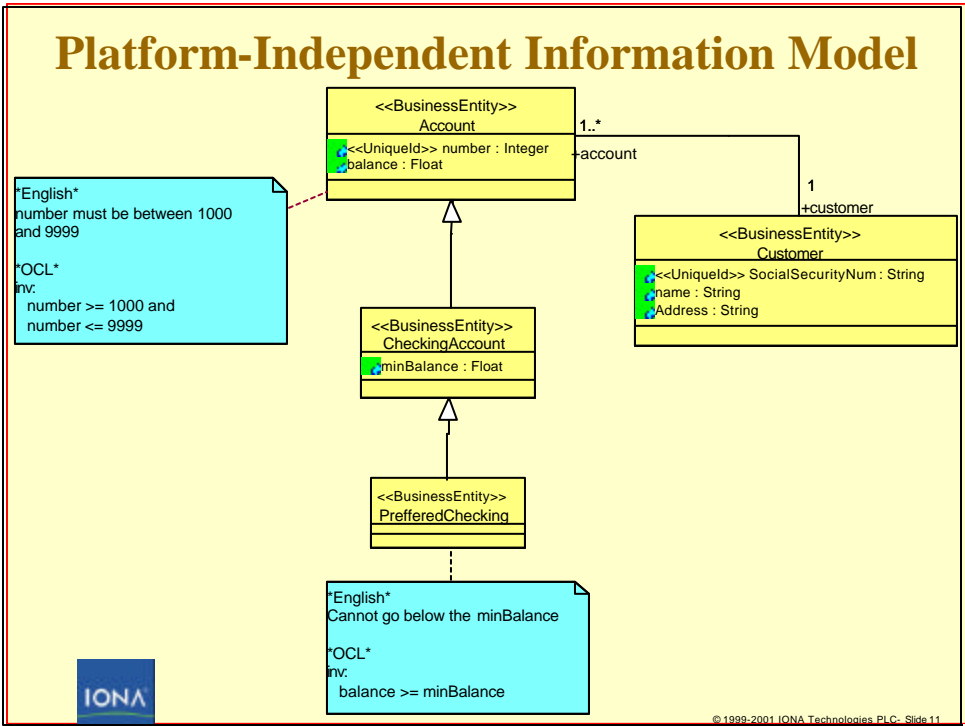 Platform-Independent Information Model
<<BusinessEntity>>
Account
<<UniqueId>> number : Integer
balance : Float
1..*
+account
1
+customer
*English*
number must be between 1000
and 9999
*OCL*
inv:
number >= 1000 and
number <= 9999
<<BusinessEntity>>
Customer
<<UniqueId>> SocialSecurityNum : String
name : String
Address : String
<<BusinessEntity>>
CheckingAccount
minBalance : Float
<<BusinessEntity>>
PrefferedChecking
*English*
Cannot go below the minBalance
*OCL*
inv:
balance >= minBalance
IONA
© 1999-2001 IONA Technologies PLC- Slide 11